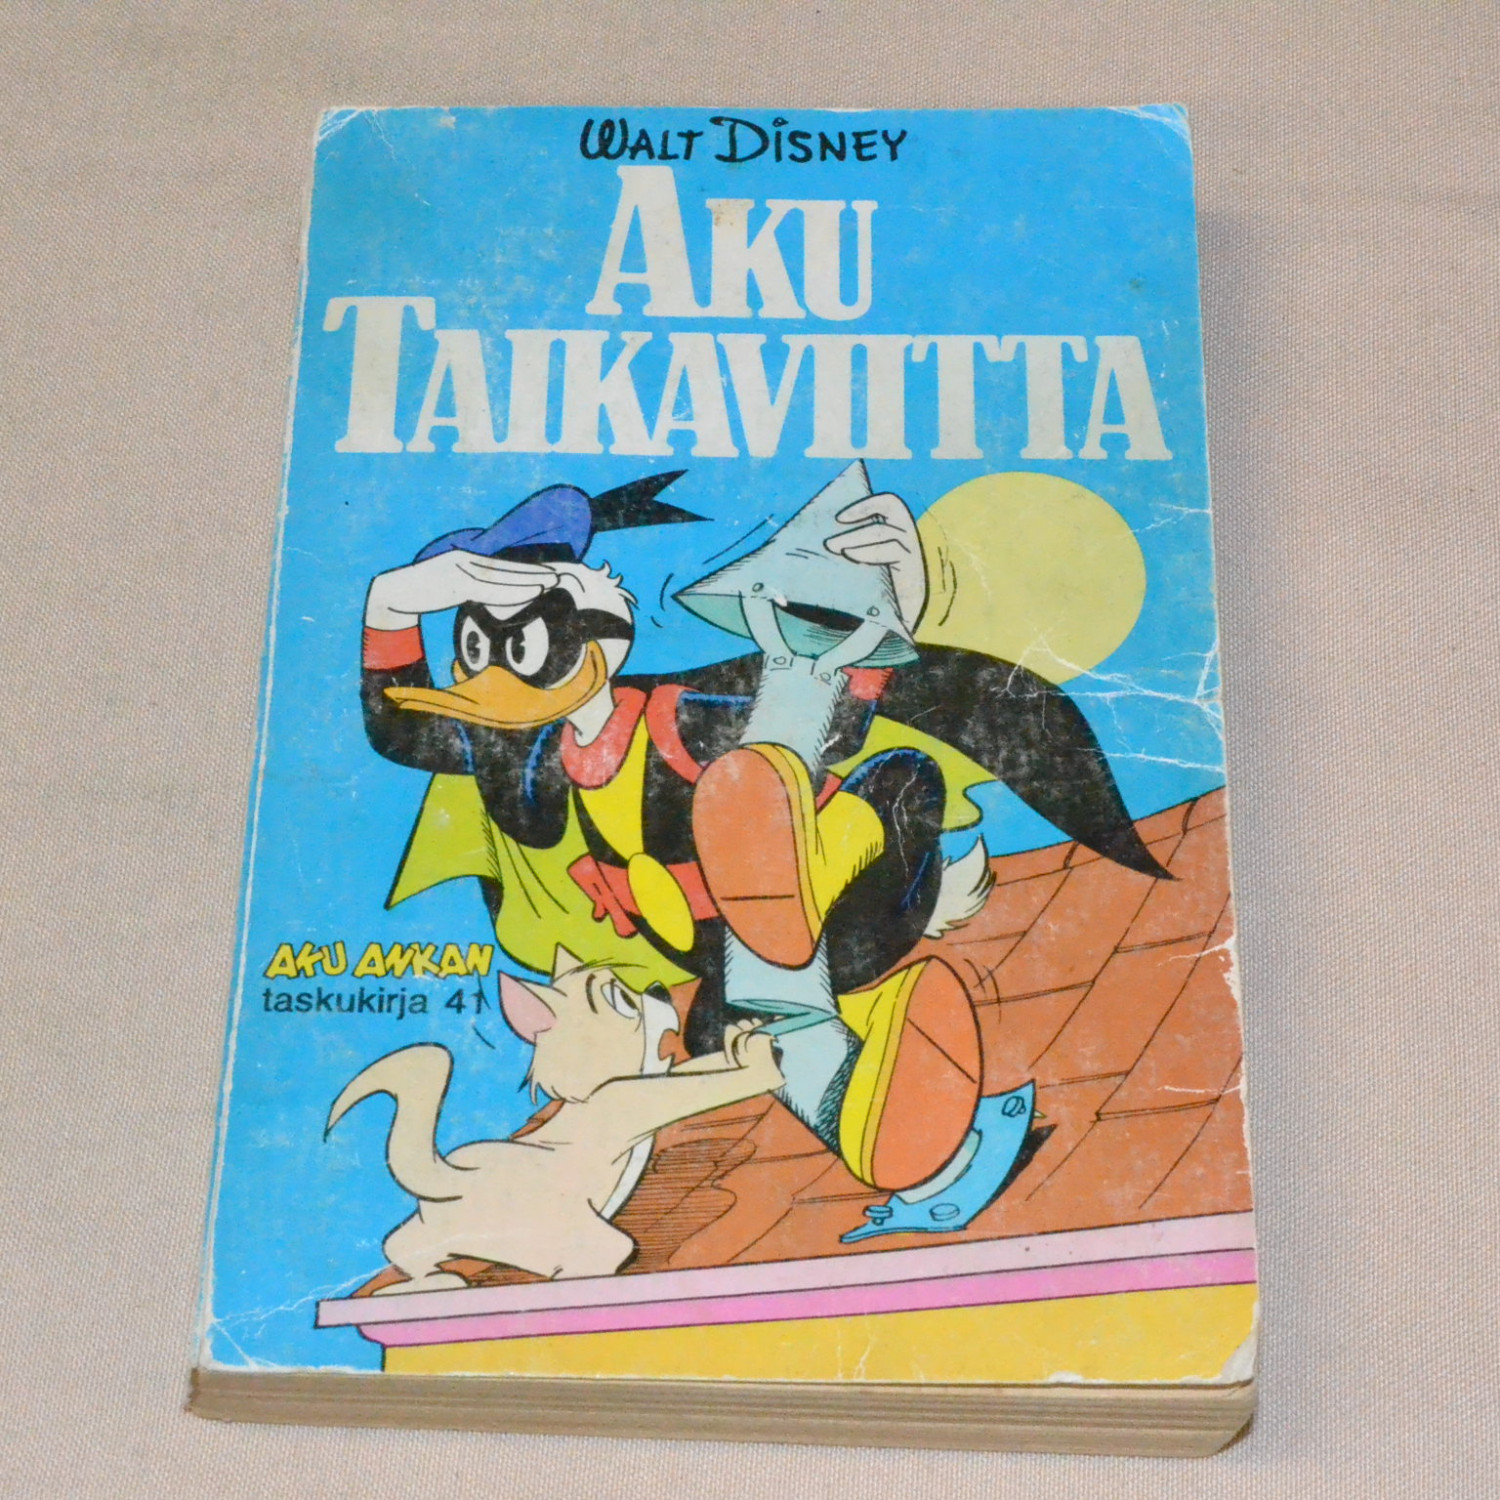 WALT DISNEY
AKU
TAIKAVIITTA
AKU ANKAN
taskukirja 41